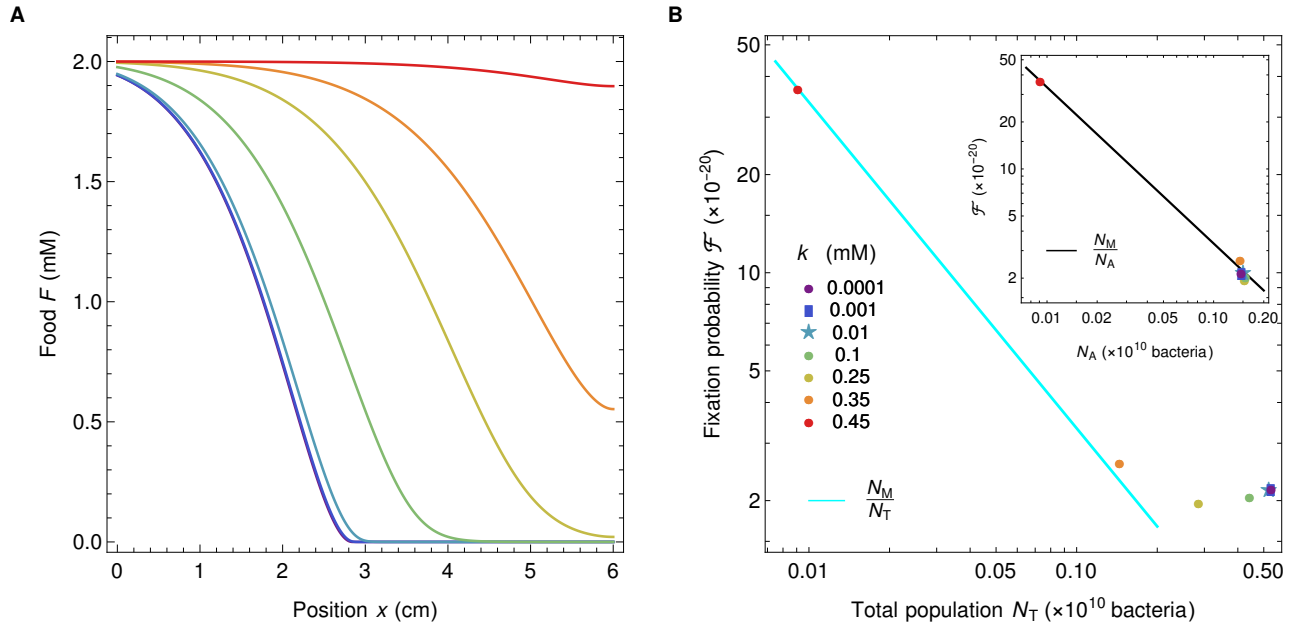 A
Food F (mM)
2.0
1.5
1.0
0.5
0.0
0
1
2
3
4
5
6
Position x (cm)
B
Fixation probability ℱ (×10⁻²⁰)
50
20
10
5
2
k (mM)
0.0001
0.001
0.01
0.1
0.25
0.35
0.45
N_M
N_T
0.01
0.05
0.10
0.50
Total population N_T (×10¹⁰ bacteria)
ℱ (×10⁻²⁰)
50
20
10
5
2
N_M
N_A
0.01
0.02
0.05
0.10
0.20
N_A (×10¹⁰ bacteria)